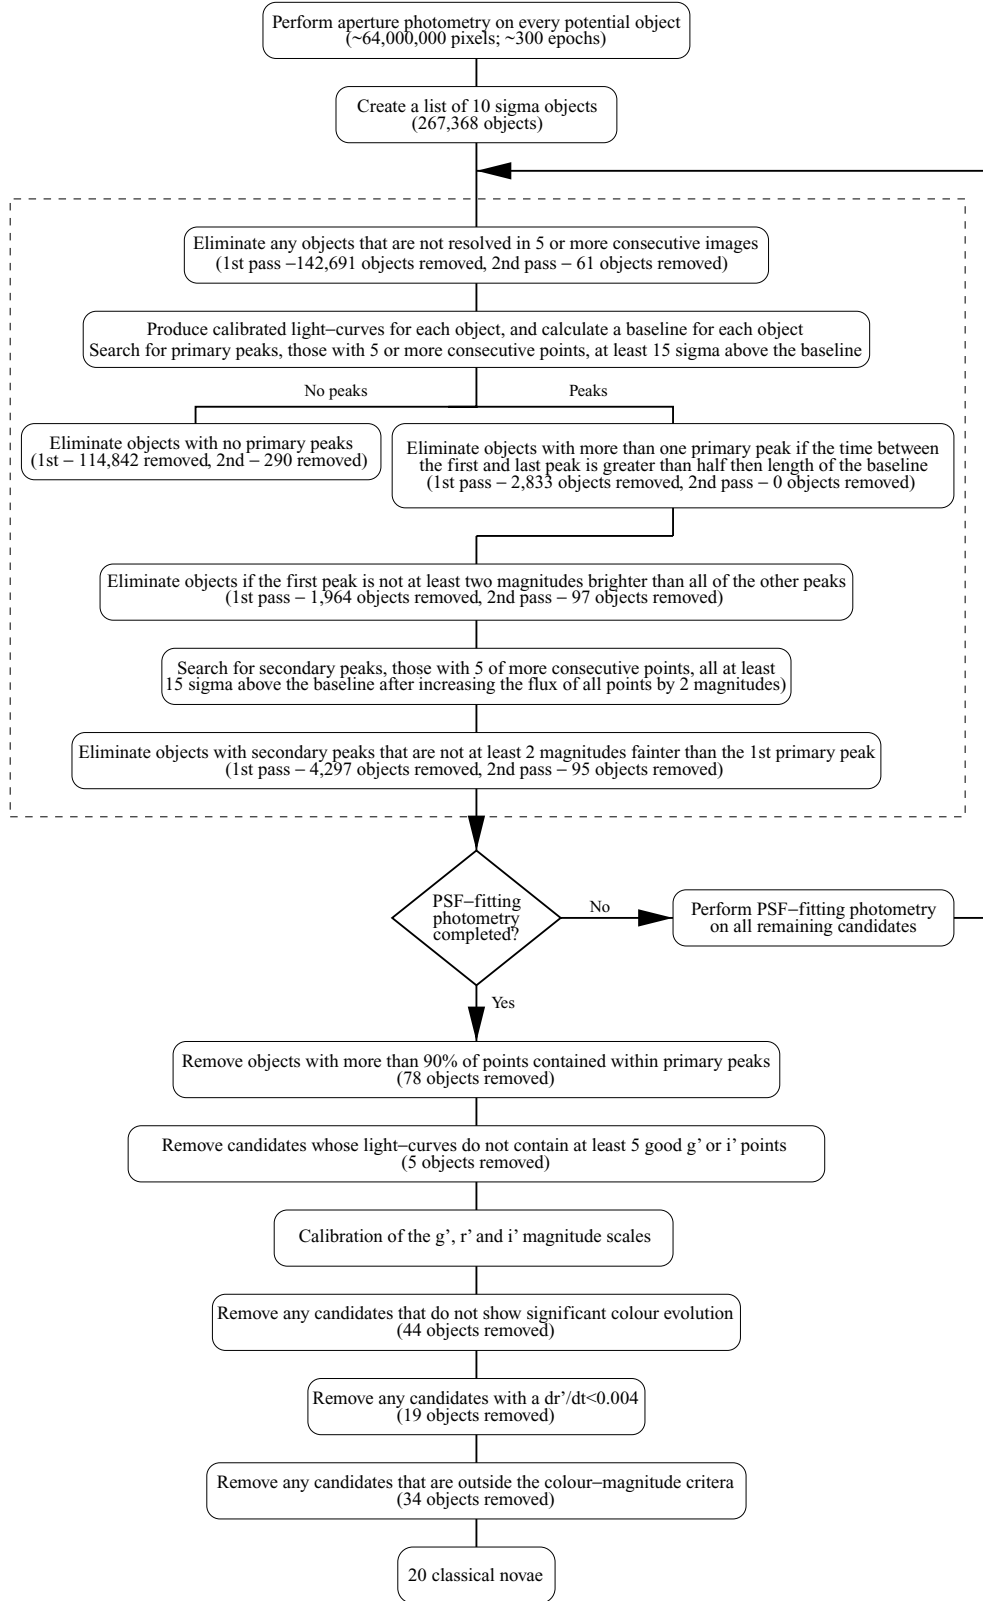 Perform aperture photometry on every potential object
(~64,000,000 pixels; ~300 epochs)
Create a list of 10 sigma objects
(267,368 objects)
Eliminate any objects that are not resolved in 5 or more consecutive images
(1st pass −142,691 objects removed, 2nd pass − 61 objects removed)
Produce calibrated light−curves for each object, and calculate a baseline for each object
Search for primary peaks, those with 5 or more consecutive points, at least 15 sigma above the baseline
No peaks
Peaks
Eliminate objects with no primary peaks
(1st − 114,842 removed, 2nd − 290 removed)
Eliminate objects with more than one primary peak if the time between
the first and last peak is greater than half then length of the baseline
(1st pass − 2,833 objects removed, 2nd pass − 0 objects removed)
Eliminate objects if the first peak is not at least two magnitudes brighter than all of the other peaks
(1st pass − 1,964 objects removed, 2nd pass − 97 objects removed)
Search for secondary peaks, those with 5 of more consecutive points, all at least
15 sigma above the baseline after increasing the flux of all points by 2 magnitudes)
Eliminate objects with secondary peaks that are not at least 2 magnitudes fainter than the 1st primary peak
(1st pass − 4,297 objects removed, 2nd pass − 95 objects removed)
PSF−fitting
photometry
completed?
No
Perform PSF−fitting photometry
on all remaining candidates
Yes
Remove objects with more than 90% of points contained within primary peaks
(78 objects removed)
Remove candidates whose light−curves do not contain at least 5 good g’ or i’ points
(5 objects removed)
Calibration of the g’, r’ and i’ magnitude scales
Remove any candidates that do not show significant colour evolution
(44 objects removed)
Remove any candidates with a dr’/dt<0.004
(19 objects removed)
Remove any candidates that are outside the colour−magnitude critera
(34 objects removed)
20 classical novae